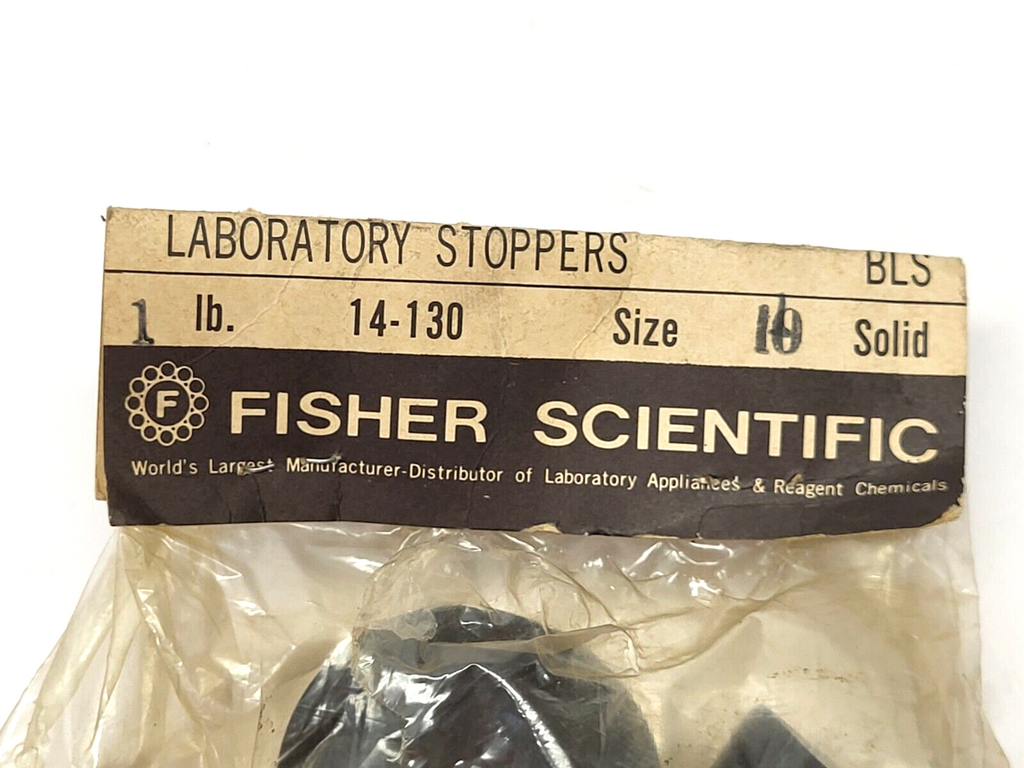 LABORATORY STOPPERS BLS
1 lb. 14-130 Size 10 Solid
F FISHER SCIENTIFIC
World's Largest Manufacturer-Distributor of Laboratory Appliances & Reagent Chemicals